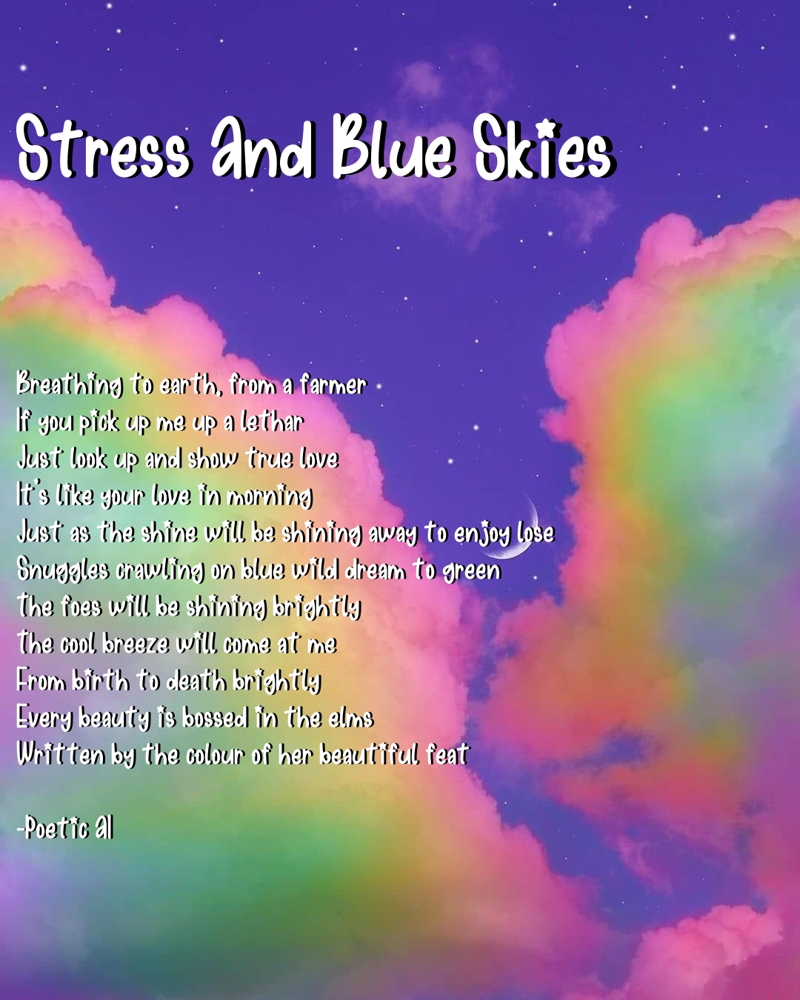 Stress And Blue Skies
Breathing to earth, from a farmer
If you pick up me up a lethar
Just look up and show true love
It's like your love in morning
Just as the shine will be shining away to enjoy lose
Snuggles crawling on blue wild dream to green
The foes will be shining brightly
The cool breeze will come at me
From birth to death brightly
Every beauty is bossed in the elms
Written by the colour of her beautiful feat
-Poetic Al